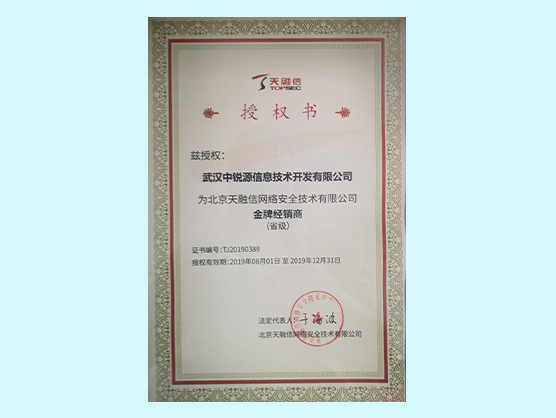 天融信
TOPSEC
授权书
兹授权：
武汉中锐源信息技术开发有限公司
为北京天融信网络安全技术有限公司
金牌经销商
（省级）
证书编号：TJ20190389
授权有效期：2019年08月01日 至 2019年12月31日
法定代表人：于海波
北京天融信网络安全技术有限公司